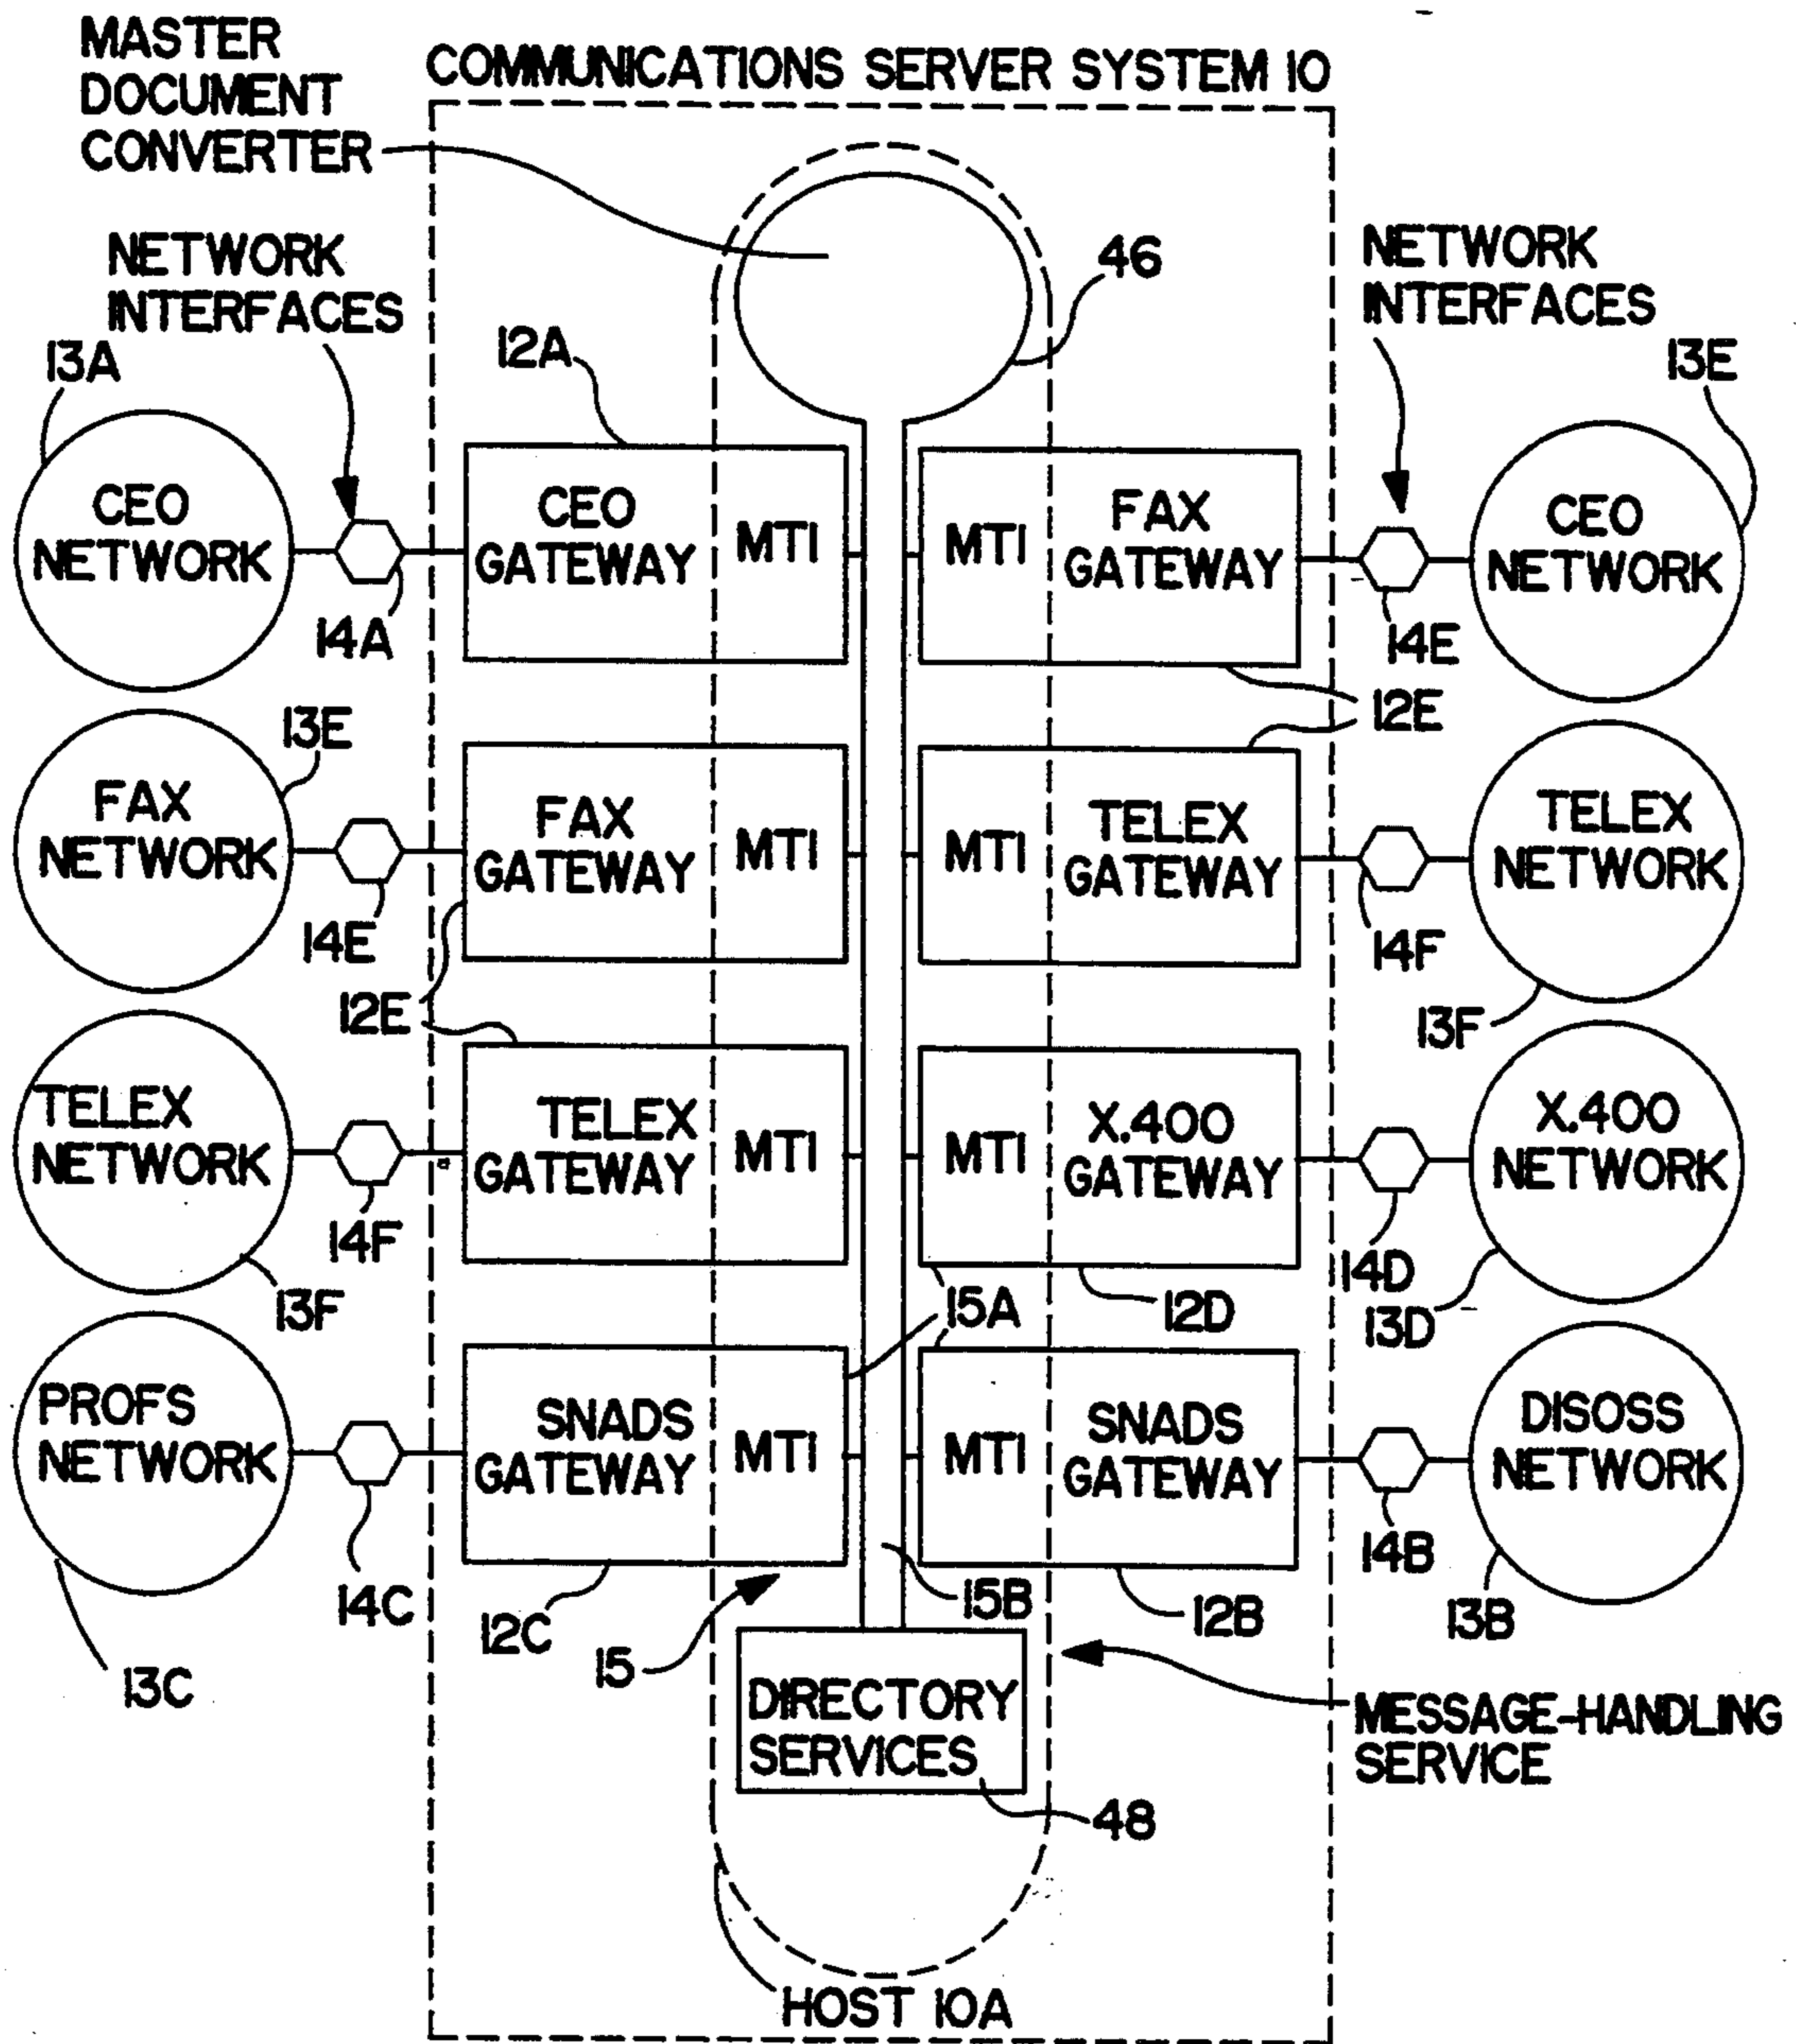 MASTER
DOCUMENT
CONVERTER
COMMUNICATIONS SERVER SYSTEM 10
NETWORK
INTERFACES
46
NETWORK
INTERFACES
13A
12A
13E
CEO
NETWORK
14A
CEO
GATEWAY
MTI
MTI
FAX
GATEWAY
14E
CEO
NETWORK
12E
13E
FAX
NETWORK
14E
FAX
GATEWAY
MTI
MTI
TELEX
GATEWAY
14F
TELEX
NETWORK
13F
12E
TELEX
NETWORK
14F
13F
TELEX
GATEWAY
MTI
MTI
X.400
GATEWAY
14D
X.400
NETWORK
13D
15A
12D
PROFS
NETWORK
14C
13C
SNADS
GATEWAY
MTI
MTI
SNADS
GATEWAY
14B
DISOSS
NETWORK
13B
12C
15
15B
12B
DIRECTORY
SERVICES
48
MESSAGE-HANDLING
SERVICE
HOST 10A